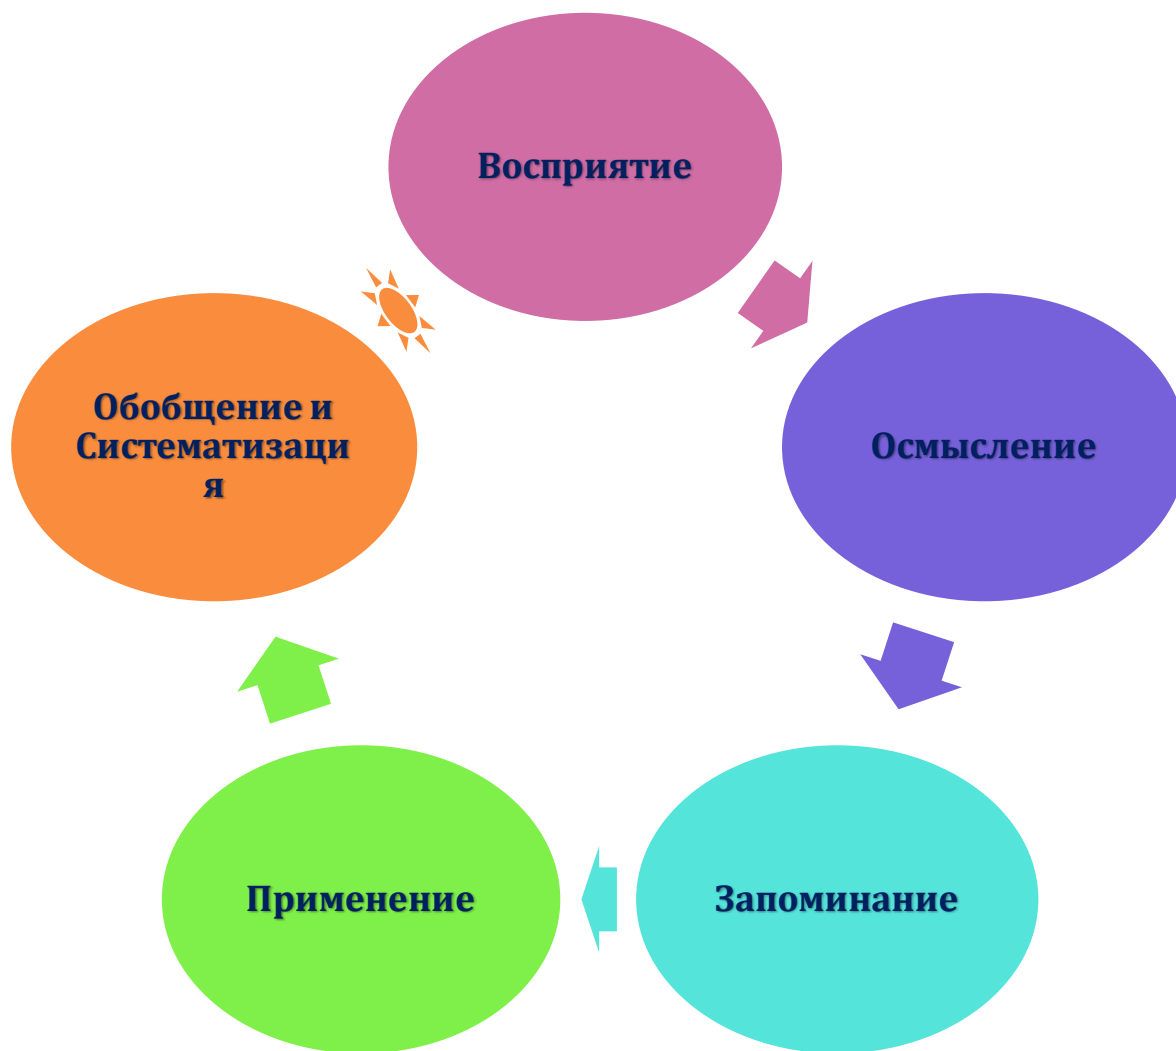 Восприятие
Осмысление
Запоминание
Применение
Обобщение и
Систематизаци
я